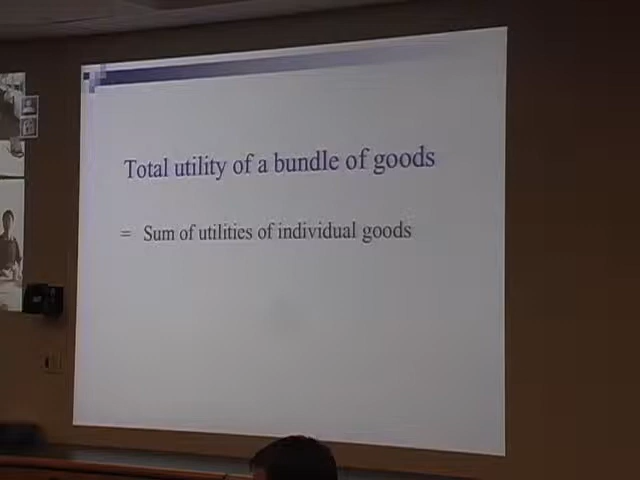 Total utility of a bundle of goods
= Sum of utilities of individual goods